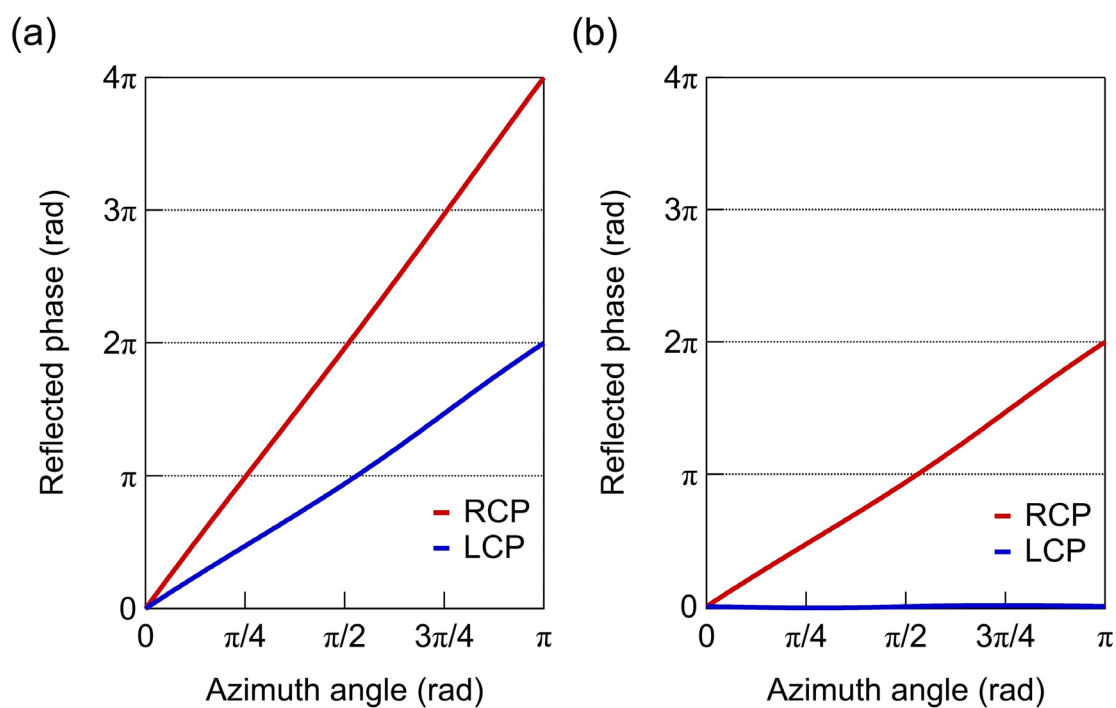 (a)
4π
3π
2π
π
0
Reflected phase (rad)
RCP
LCP
0 π/4 π/2 3π/4 π
Azimuth angle (rad)
(b)
4π
3π
2π
π
0
Reflected phase (rad)
RCP
LCP
0 π/4 π/2 3π/4 π
Azimuth angle (rad)